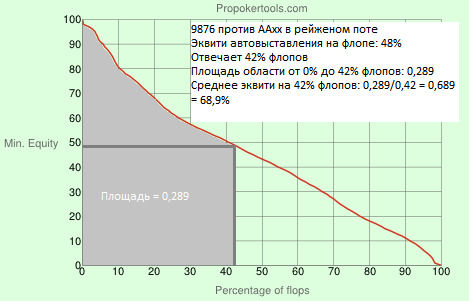 Propokertools.com
9876 против AAxx в рейженом поте
Эквити автовыставления на флопе: 48%
Отвечает 42% флопов
Площадь области от 0% до 42% флопов: 0,289
Среднее эквити на 42% флопов: 0,289/0,42 = 0,689
= 68,9%
100
90
80
70
60
50
40
30
20
10
0
Min. Equity
Площадь = 0,289
0 10 20 30 40 50 60 70 80 90 100
Percentage of flops